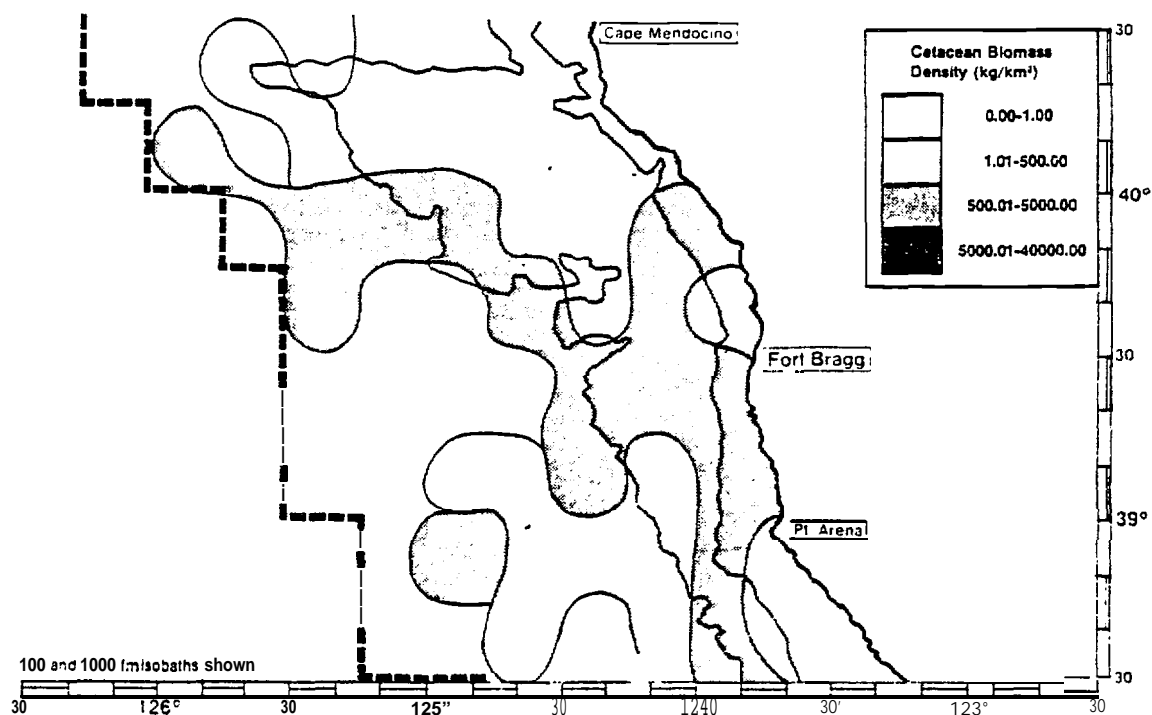 Cape Mendocino
30
Cetacean Biomass
Density (kg/km²)
0.00-1.00
1.01-500.00
500.01-5000.00
5000.01-40000.00
40°
30
Fort Bragg
39°
Pt. Arena
30
100 and 1000 fmisobaths shown
30 126° 30 125" 30 1240 30' 123° 30